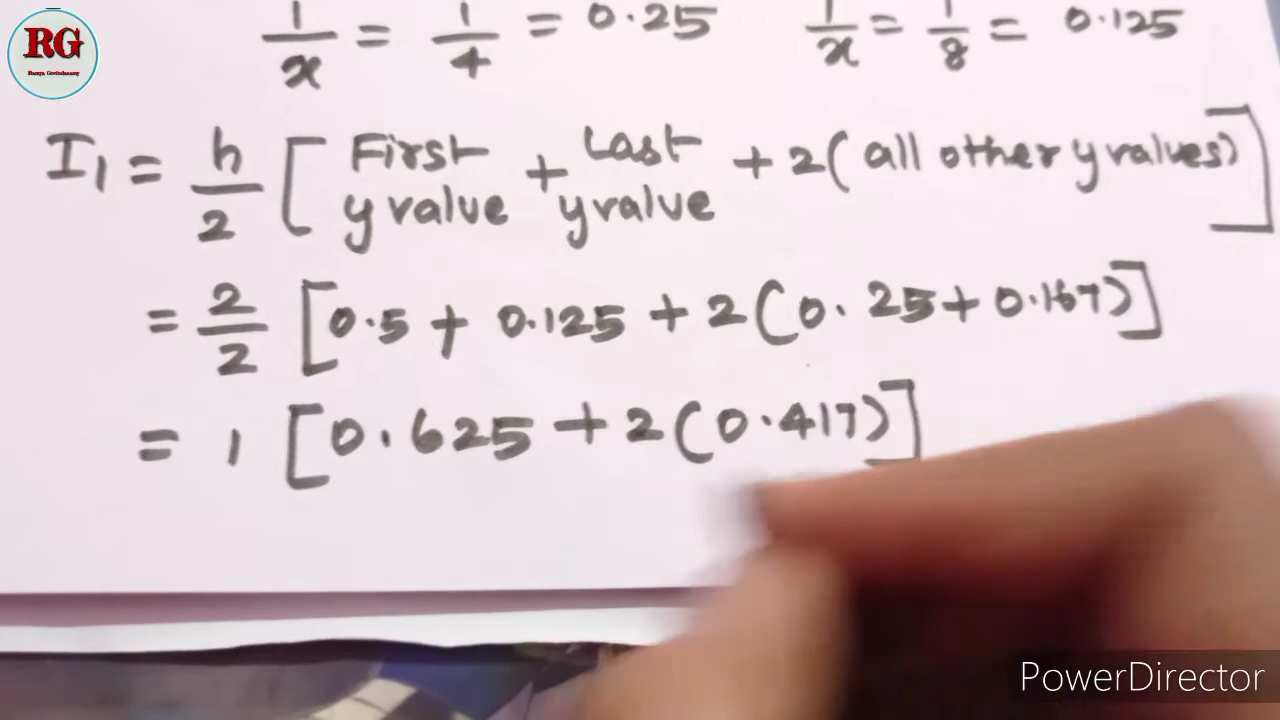 RG
Ramya Govindasamy
1/x = 1/4 = 0.25 1/x = 1/8 = 0.125
I₁ = h/2 [First y value + Last y value + 2(all other y values)]
= 2/2 [0.5 + 0.125 + 2(0.25 + 0.167)]
= 1 [0.625 + 2(0.417)]
PowerDirector